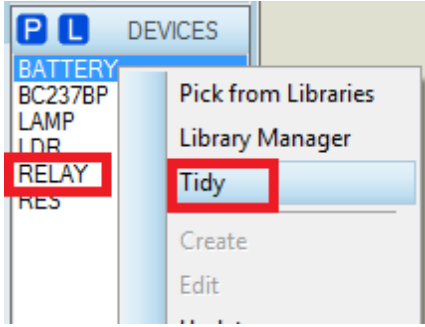 P L DEVICES
BATTERY
BC237BP
LAMP
LDR
RELAY
RES
Pick from Libraries
Library Manager
Tidy
Create
Edit